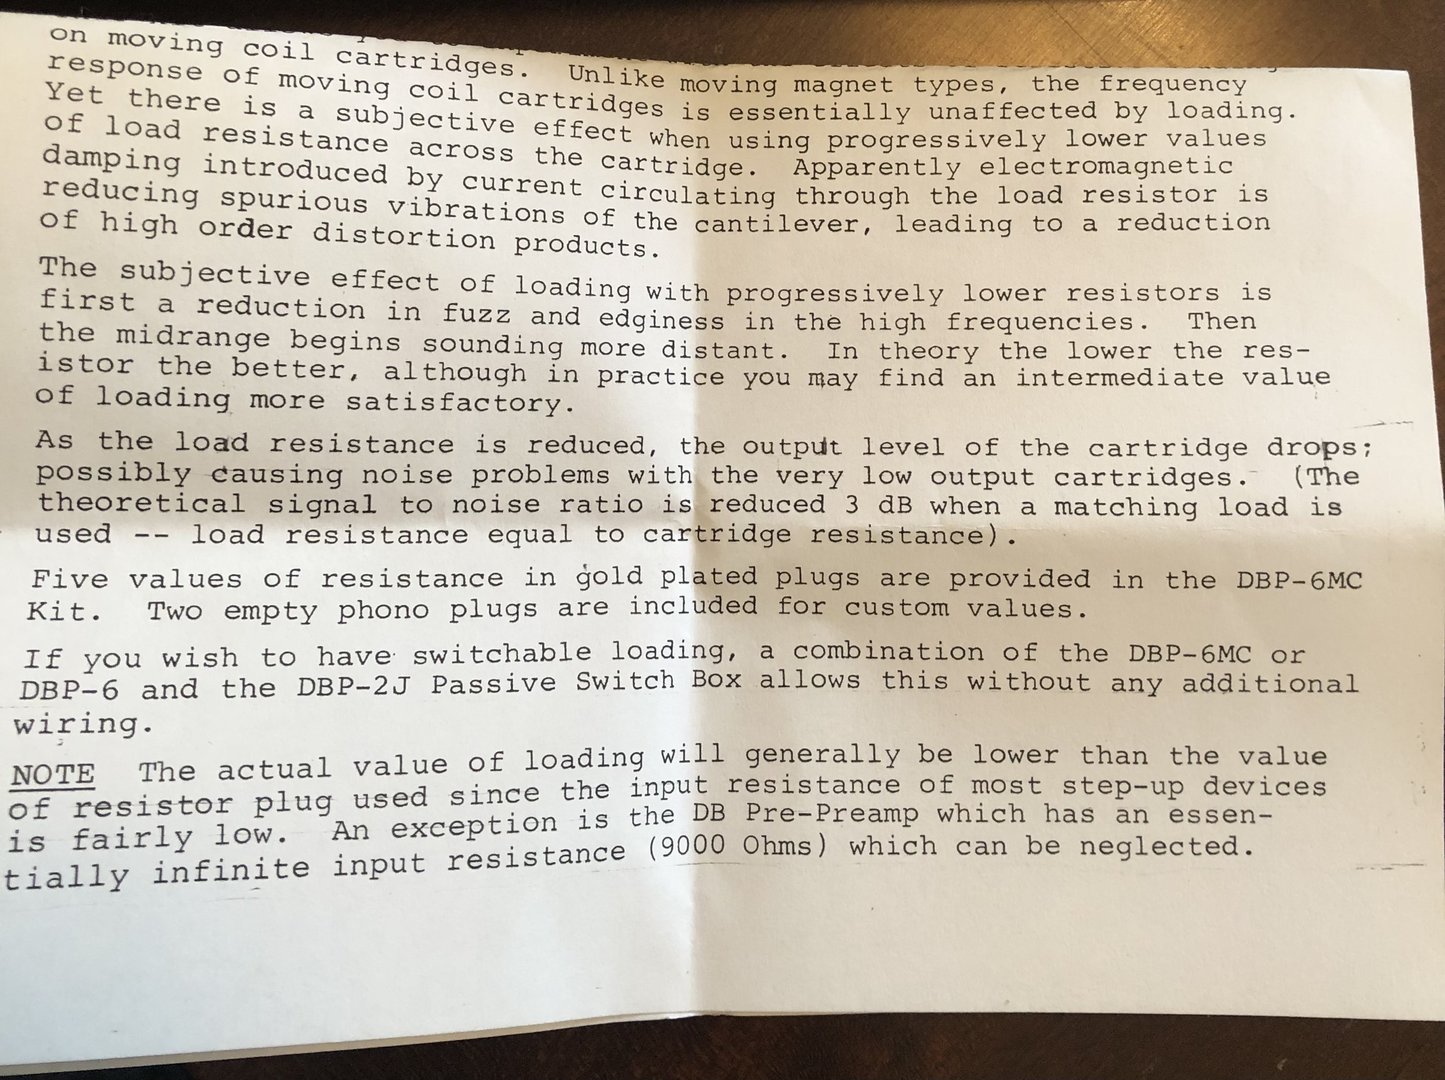 on moving coil cartridges. Unlike moving magnet types, the frequency
response of moving coil cartridges is essentially unaffected by loading.
Yet there is a subjective effect when using progressively lower values
of load resistance across the cartridge. Apparently electromagnetic
damping introduced by current circulating through the load resistor is
reducing spurious vibrations of the cantilever, leading to a reduction
of high order distortion products.
The subjective effect of loading with progressively lower resistors is
first a reduction in fuzz and edginess in the high frequencies. Then
the midrange begins sounding more distant. In theory the lower the res-
istor the better, although in practice you may find an intermediate value
of loading more satisfactory.
As the load resistance is reduced, the output level of the cartridge drops;
possibly causing noise problems with the very low output cartridges. (The
theoretical signal to noise ratio is reduced 3 dB when a matching load is
used -- load resistance equal to cartridge resistance).
Five values of resistance in gold plated plugs are provided in the DBP-6MC
Kit. Two empty phono plugs are included for custom values.
If you wish to have switchable loading, a combination of the DBP-6MC or
DBP-6 and the DBP-2J Passive Switch Box allows this without any additional
wiring.
NOTE The actual value of loading will generally be lower than the value
of resistor plug used since the input resistance of most step-up devices
is fairly low. An exception is the DB Pre-Preamp which has an essen-
tially infinite input resistance (9000 Ohms) which can be neglected.